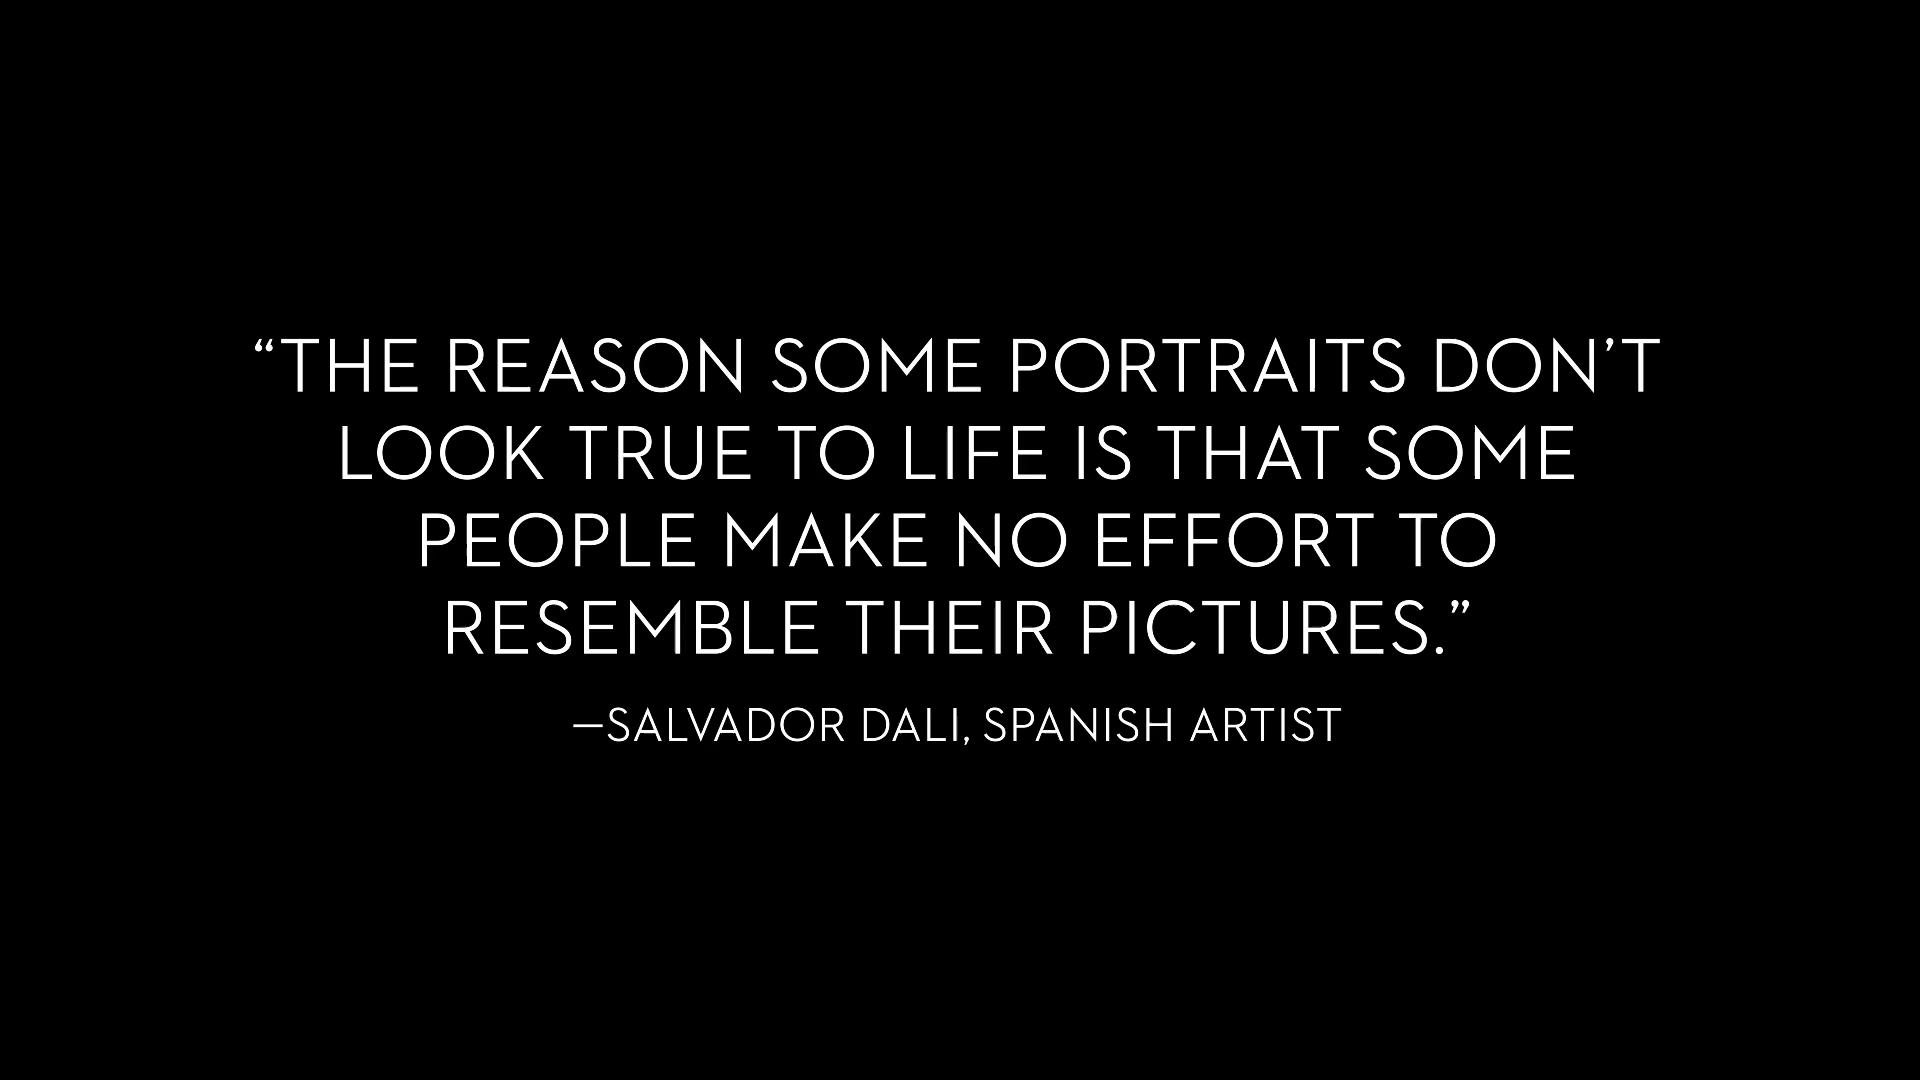 “THE REASON SOME PORTRAITS DON’T
LOOK TRUE TO LIFE IS THAT SOME
PEOPLE MAKE NO EFFORT TO
RESEMBLE THEIR PICTURES.”
—SALVADOR DALI, SPANISH ARTIST